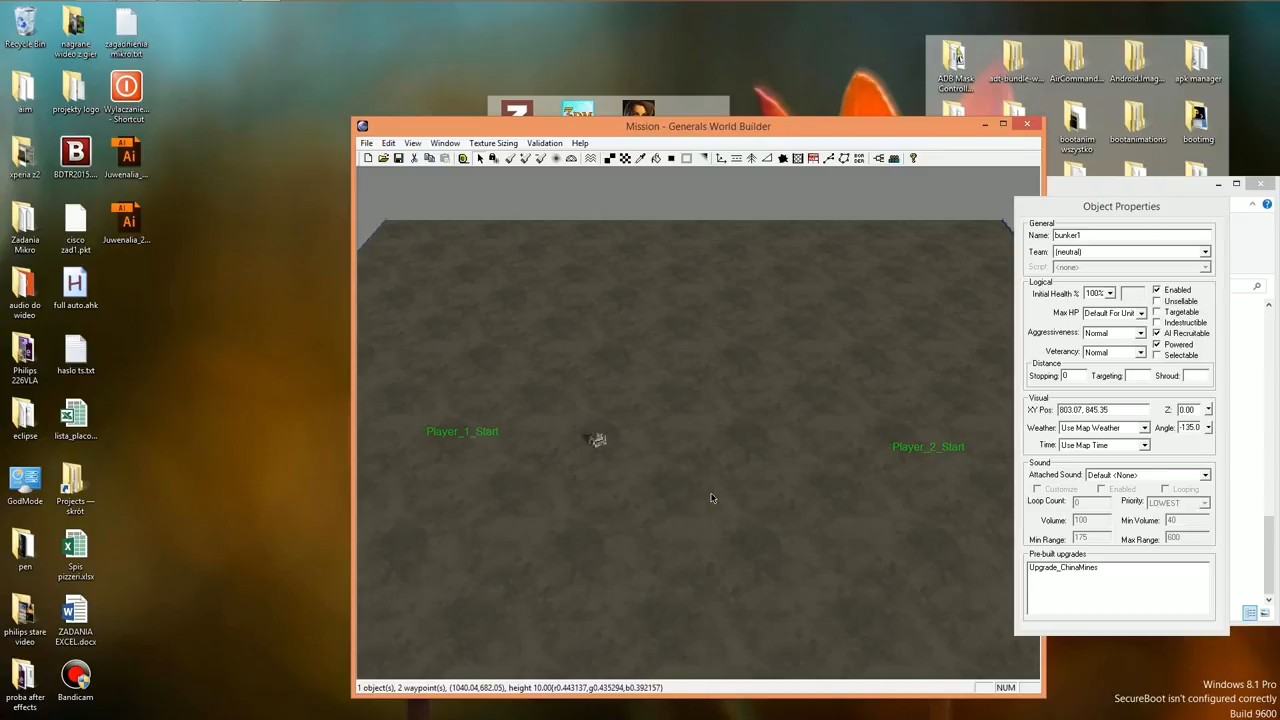 Recycle Bin
nagrane
wideo z gier
zagadnienia
mikro.txt
aim
projekty logo
Wylaczanie...
- Shortcut
xperia z2
BDTR2015....
Juwenalia_...
Zadania
Mikro
cisco
zad1.pkt
Juwenalia_2...
audio do
wideo
full auto.ahk
Philips
226VLA
haslo ts.txt
eclipse
lista_placo...
GodMode
Projects —
skrót
pen
Spis
pizzeri.xlsx
philips stare
video
ZADANIA
EXCEL.docx
proba after
effects
Bandicam
ADB Mask
Controll...
adt-bundle-w...
AirCommand...
Android.Imag...
apk manager
bootanim
wszystko
bootanimations
bootimg
Mission - Generals World Builder
File Edit View Window Texture Sizing Validation Help
Player_1_Start
Player_2_Start
1 object(s), 2 waypoint(s), (1040.04,682.05), height 10.00(r0.443137,g0.435294,b0.392157)
NUM
Object Properties
General
Name: bunker1
Team: (neutral)
Script: <none>
Logical
Initial Health % 100%
Max HP Default For Unit
Aggressiveness: Normal
Veterancy: Normal
Enabled
Unsellable
Targetable
Indestructible
AI Recruitable
Powered
Selectable
Distance
Stopping: 0 Targeting: Shroud:
Visual
XY Pos: 803.07, 845.35 Z: 0.00
Weather: Use Map Weather Angle: -135.0
Time: Use Map Time
Sound
Attached Sound: Default <None>
Customize Enabled Looping
Loop Count: 0 Priority: LOWEST
Volume: 100 Min Volume: 40
Min Range: 175 Max Range: 600
Pre-built upgrades
Upgrade_ChinaMines
Windows 8.1 Pro
SecureBoot isn't configured correctly
Build 9600